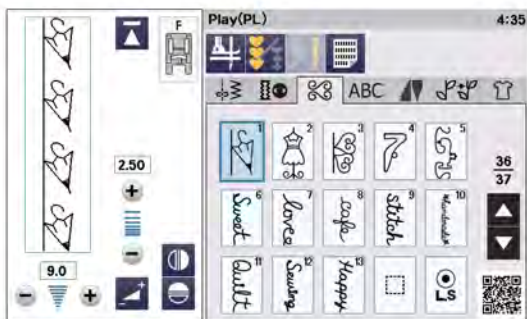 Play(PL) 4:35
F
ABC
2.50
9.0
1 2 3 4 5
6 7 8 9 10
Sweet Love cafe stitch Handmade
11 12 13
Quilt Sewing Happy
LS
36
37